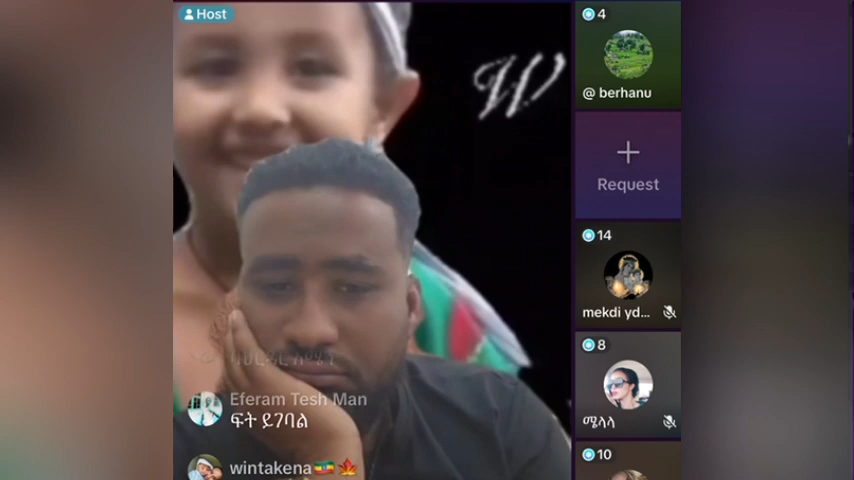 Host
W
4
@ berhanu
+
Request
14
mekdi yd...
8
ሜላላ
10
Eferam Tesh Man
ፍት ይገባል
wintakena🇪🇹🍁